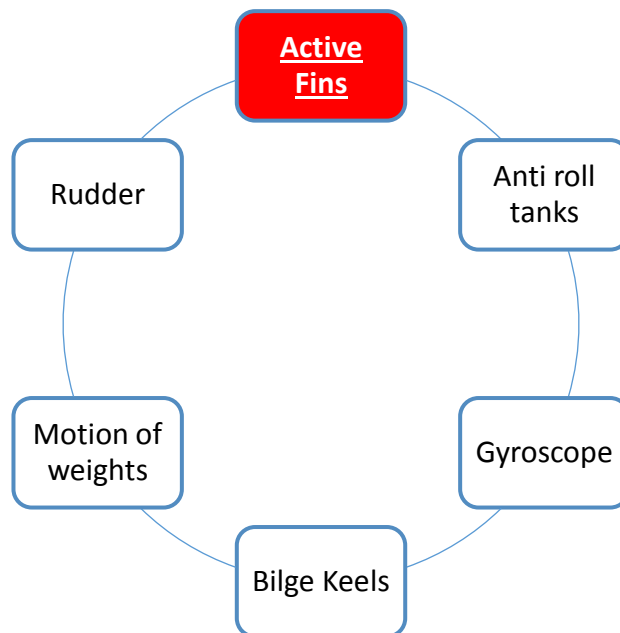 Active
Fins
Anti roll
tanks
Gyroscope
Bilge Keels
Motion of
weights
Rudder